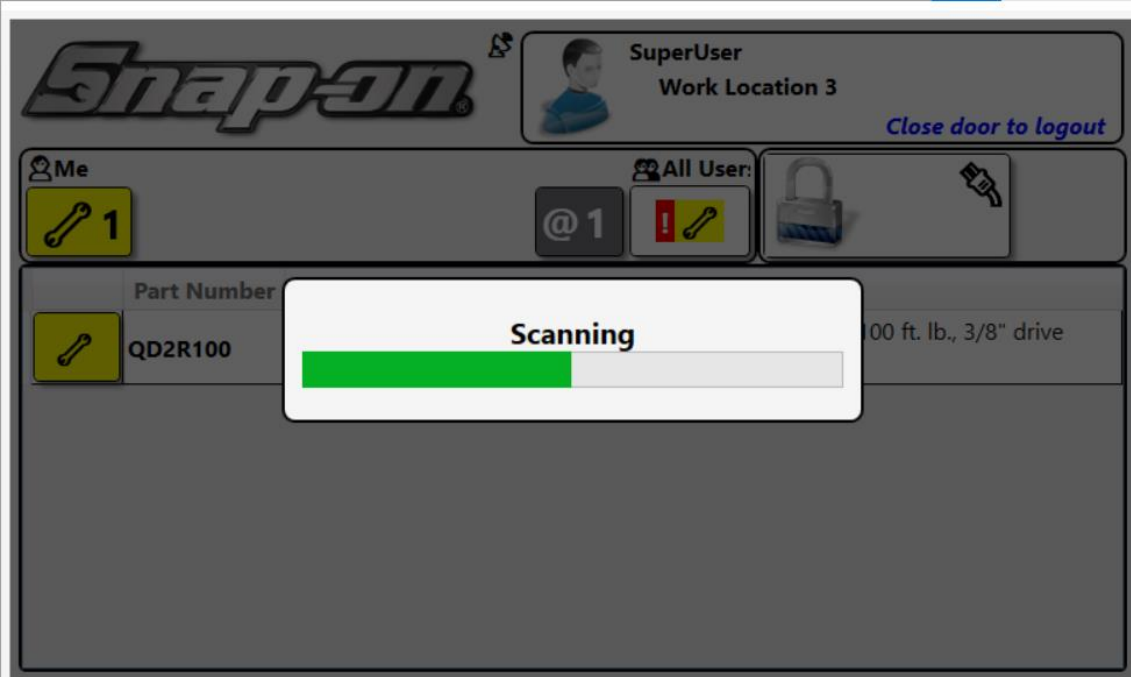 Snap-on
®
SuperUser
Work Location 3
Close door to logout
Me
All User
1
@ 1
!
Part Number
Scanning
QD2R100
100 ft. lb., 3/8" drive